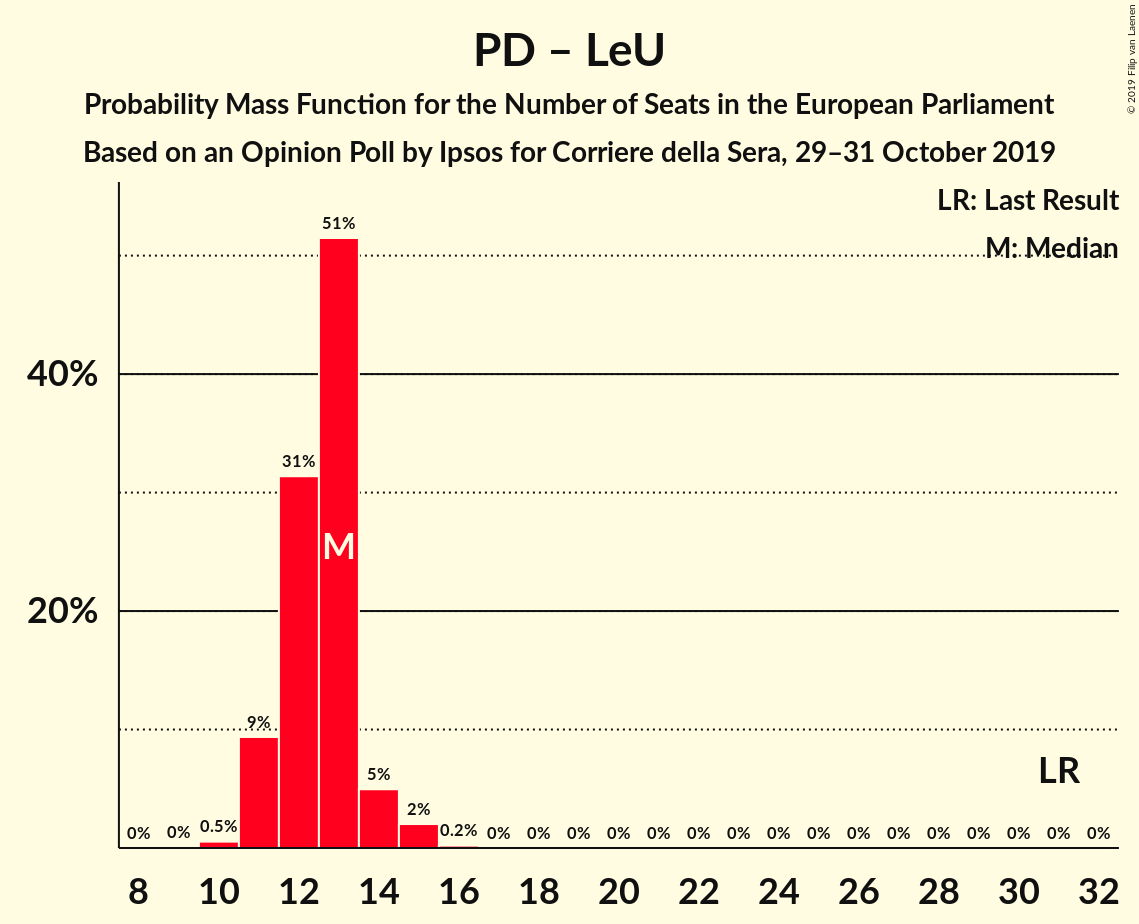 PD – LeU
Probability Mass Function for the Number of Seats in the European Parliament
Based on an Opinion Poll by Ipsos for Corriere della Sera, 29–31 October 2019
© 2019 Filip van Laenen
LR: Last Result
M: Median
51%
40%
31%
M
20%
9%
LR
5%
2%
0% 0% 0.5% 0.2% 0% 0% 0% 0% 0% 0% 0% 0% 0% 0% 0% 0% 0% 0% 0% 0%
8 10 12 14 16 18 20 22 24 26 28 30 32